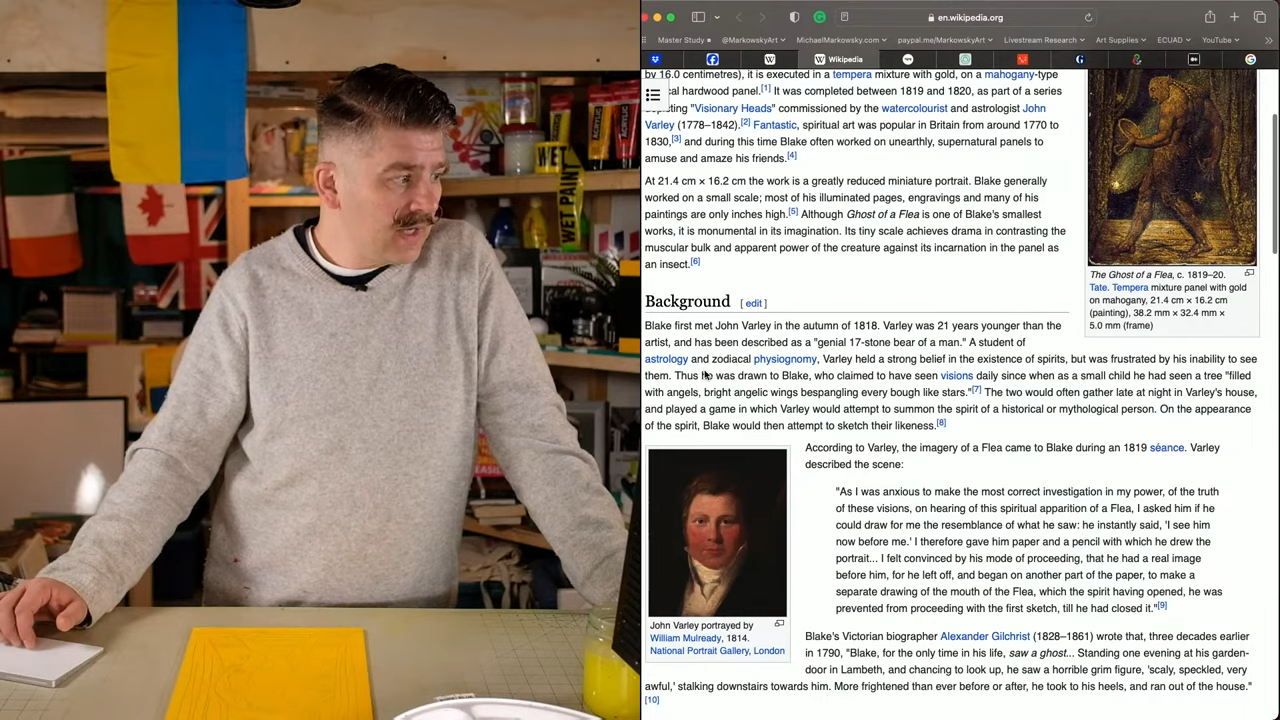 en.wikipedia.org
Master Study
@MarkowskyArt
MichaelMarkowsky.com
paypal.me/MarkowskyArt
Livestream Research
Art Supplies
ECUAD
YouTube
Wikipedia
by 16.0 centimetres), it is executed in a tempera mixture with gold, on a mahogany-type
cal hardwood panel.[1] It was completed between 1819 and 1820, as part of a series
"Visionary Heads" commissioned by the watercolourist and astrologist John
Varley (1778–1842).[2] Fantastic, spiritual art was popular in Britain from around 1770 to
1830,[3] and during this time Blake often worked on unearthly, supernatural panels to
amuse and amaze his friends.[4]
At 21.4 cm × 16.2 cm the work is a greatly reduced miniature portrait. Blake generally
worked on a small scale; most of his illuminated pages, engravings and many of his
paintings are only inches high.[5] Although Ghost of a Flea is one of Blake's smallest
works, it is monumental in its imagination. Its tiny scale achieves drama in contrasting the
muscular bulk and apparent power of the creature against its incarnation in the panel as
an insect.[6]
The Ghost of a Flea, c. 1819–20.
Tate. Tempera mixture panel with gold
on mahogany, 21.4 cm × 16.2 cm
(painting), 38.2 mm × 32.4 mm ×
5.0 mm (frame)
Background [ edit ]
Blake first met John Varley in the autumn of 1818. Varley was 21 years younger than the
artist, and has been described as a "genial 17-stone bear of a man." A student of
astrology and zodiacal physiognomy, Varley held a strong belief in the existence of spirits, but was frustrated by his inability to see
them. Thus he was drawn to Blake, who claimed to have seen visions daily since when as a small child he had seen a tree "filled
with angels, bright angelic wings bespangling every bough like stars."[7] The two would often gather late at night in Varley's house,
and played a game in which Varley would attempt to summon the spirit of a historical or mythological person. On the appearance
of the spirit, Blake would then attempt to sketch their likeness.[8]
According to Varley, the imagery of a Flea came to Blake during an 1819 séance. Varley
described the scene:
"As I was anxious to make the most correct investigation in my power, of the truth
of these visions, on hearing of this spiritual apparition of a Flea, I asked him if he
could draw for me the resemblance of what he saw: he instantly said, 'I see him
now before me.' I therefore gave him paper and a pencil with which he drew the
portrait... I felt convinced by his mode of proceeding, that he had a real image
before him, for he left off, and began on another part of the paper, to make a
separate drawing of the mouth of the Flea, which the spirit having opened, he was
prevented from proceeding with the first sketch, till he had closed it."[9]
John Varley portrayed by
William Mulready, 1814.
National Portrait Gallery, London
Blake's Victorian biographer Alexander Gilchrist (1828–1861) wrote that, three decades earlier
in 1790, "Blake, for the only time in his life, saw a ghost... Standing one evening at his garden-
door in Lambeth, and chancing to look up, he saw a horrible grim figure, 'scaly, speckled, very
awful,' stalking downstairs towards him. More frightened than ever before or after, he took to his heels, and ran out of the house."
[10]
WET PAINT
WET
ACRYLIC
ACRYLIC